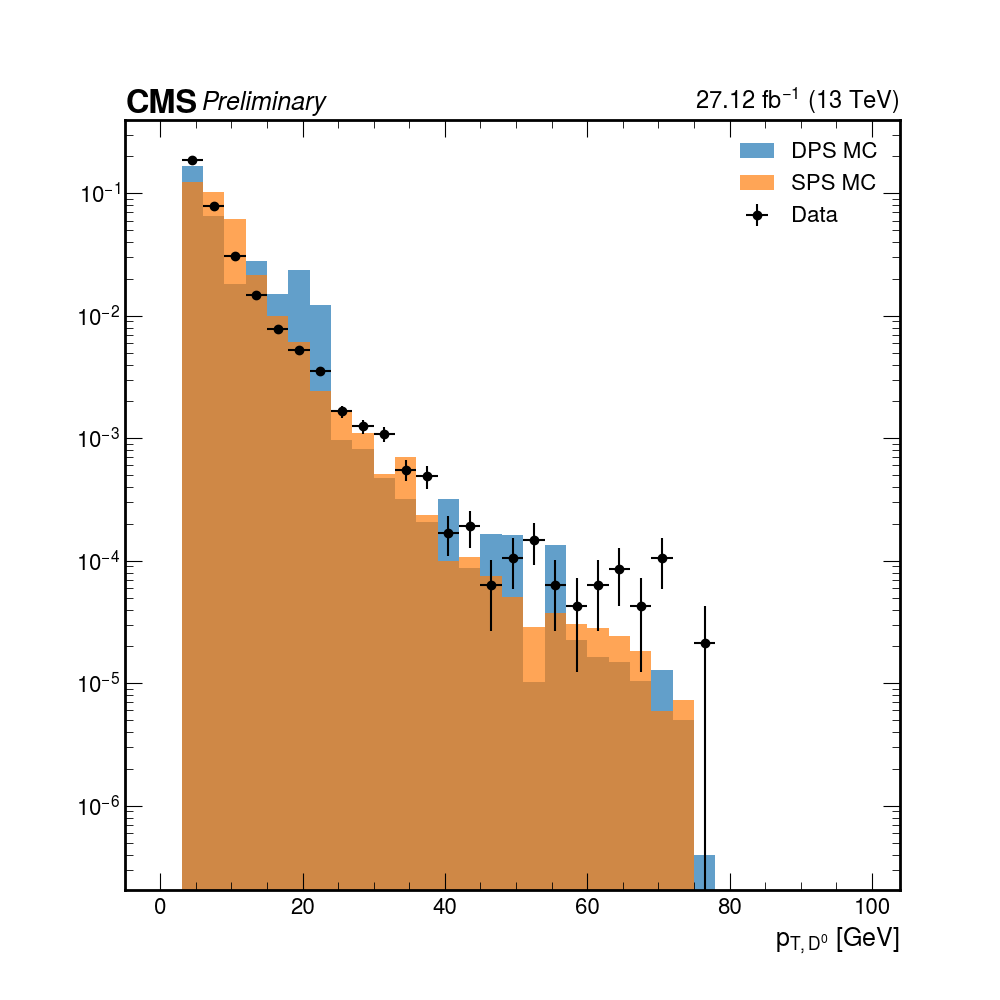 CMS Preliminary 27.12 fb⁻¹ (13 TeV)
DPS MC
SPS MC
Data
10⁻¹
10⁻²
10⁻³
10⁻⁴
10⁻⁵
10⁻⁶
0 20 40 60 80 100
p_T, D⁰ [GeV]